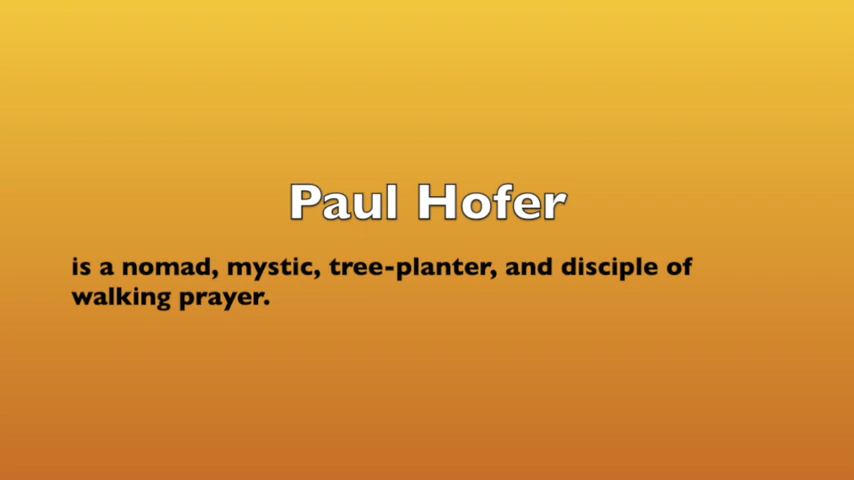 Paul Hofer
is a nomad, mystic, tree-planter, and disciple of
walking prayer.